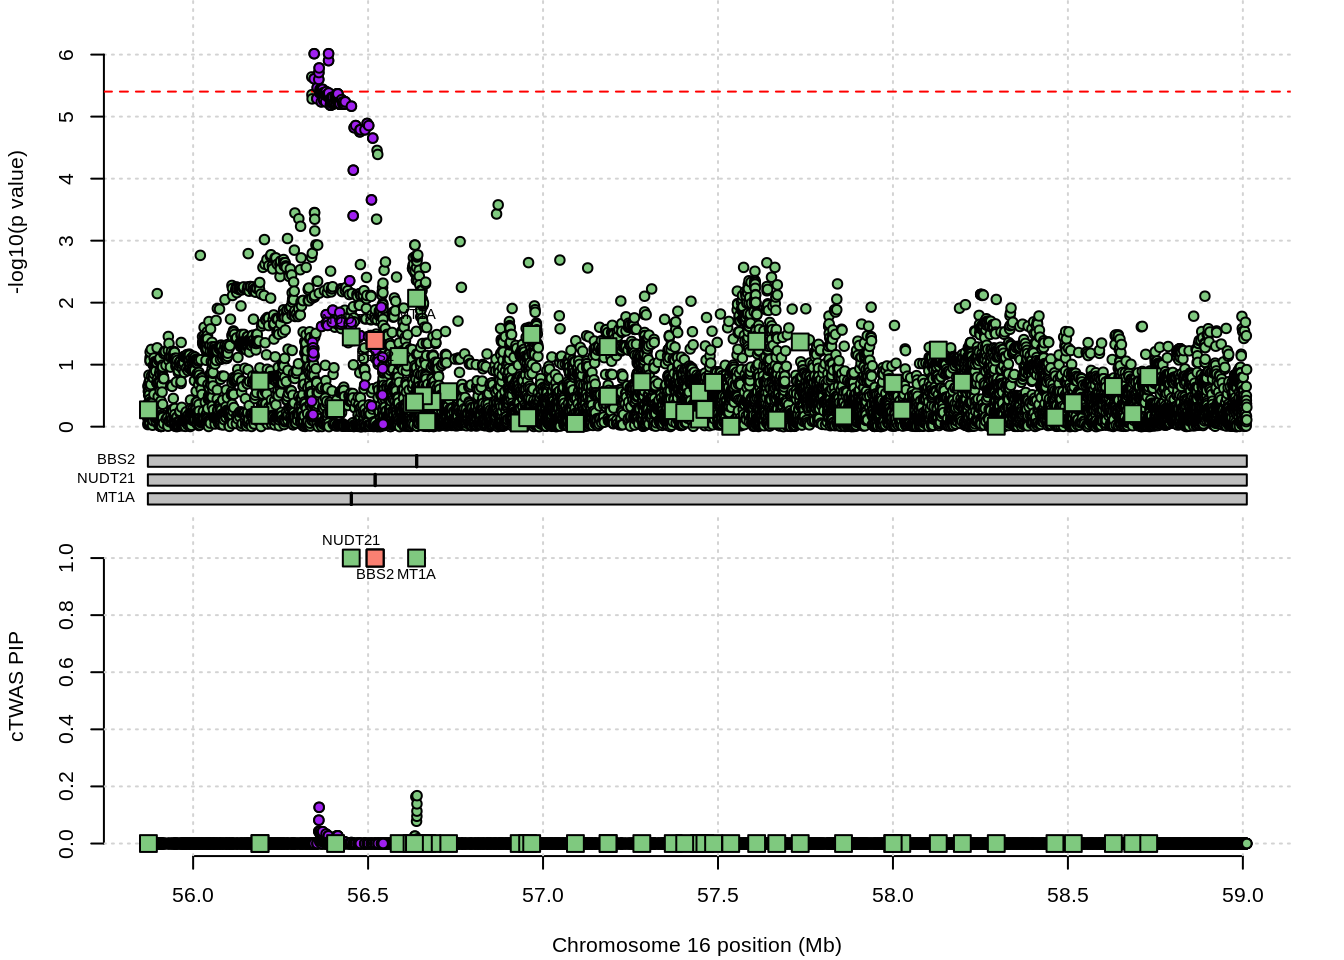 -log10(p value)
6
5
4
3
2
1
0
MT1A
BBS2
NUDT21
MT1A
NUDT21
BBS2 MT1A
cTWAS PIP
1.0
0.8
0.6
0.4
0.2
0.0
56.0 56.5 57.0 57.5 58.0 58.5 59.0
Chromosome 16 position (Mb)